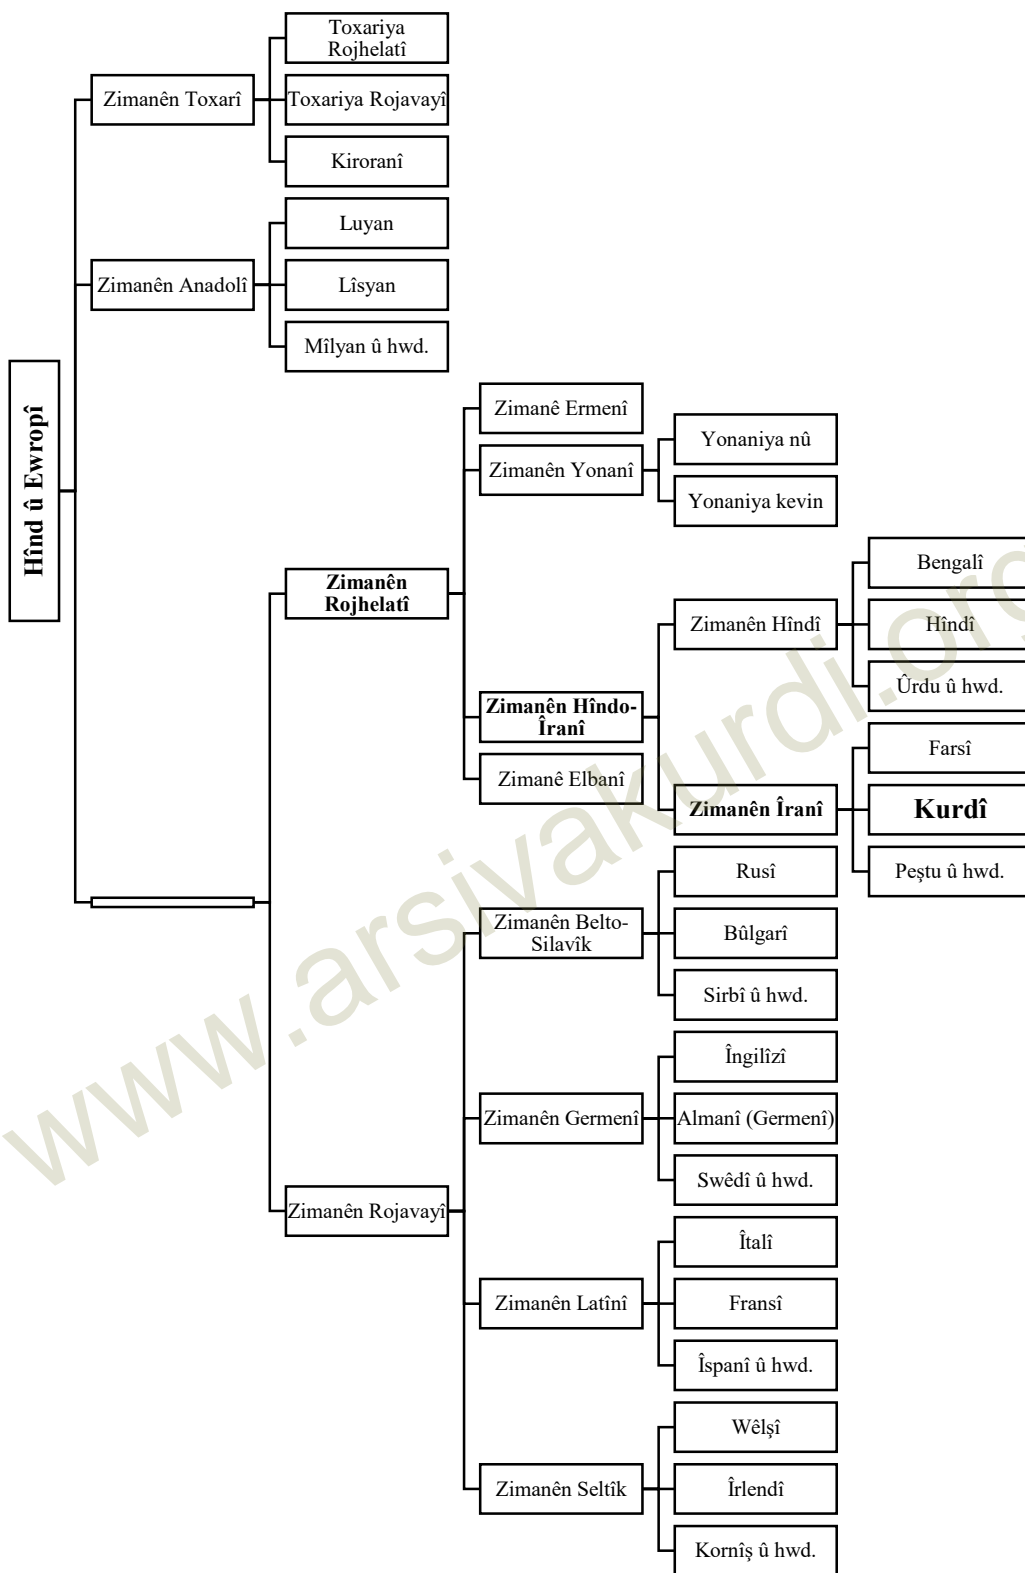 Hînd û Ewropî
Zimanên Toxarî
Toxariya
Rojhelatî
Toxariya Rojavayî
Kiroranî
Zimanên Anadolî
Luyan
Lîsyan
Mîlyan û hwd.
Zimanên
Rojhelatî
Zimanê Ermenî
Zimanên Yonanî
Yonaniya nû
Yonaniya kevin
Zimanên Hîndo-
Îranî
Zimanên Hîndî
Bengalî
Hîndî
Ûrdu û hwd.
Zimanên Îranî
Farsî
Kurdî
Peştu û hwd.
Zimanê Elbanî
Zimanên Rojavayî
Zimanên Belto-
Silavîk
Rusî
Bûlgarî
Sirbî û hwd.
Zimanên Germenî
Îngilîzî
Almanî (Germenî)
Swêdî û hwd.
Zimanên Latînî
Îtalî
Fransî
Îspanî û hwd.
Zimanên Seltîk
Wêlşî
Îrlendî
Kornîş û hwd.
www.arsivakurdi.org